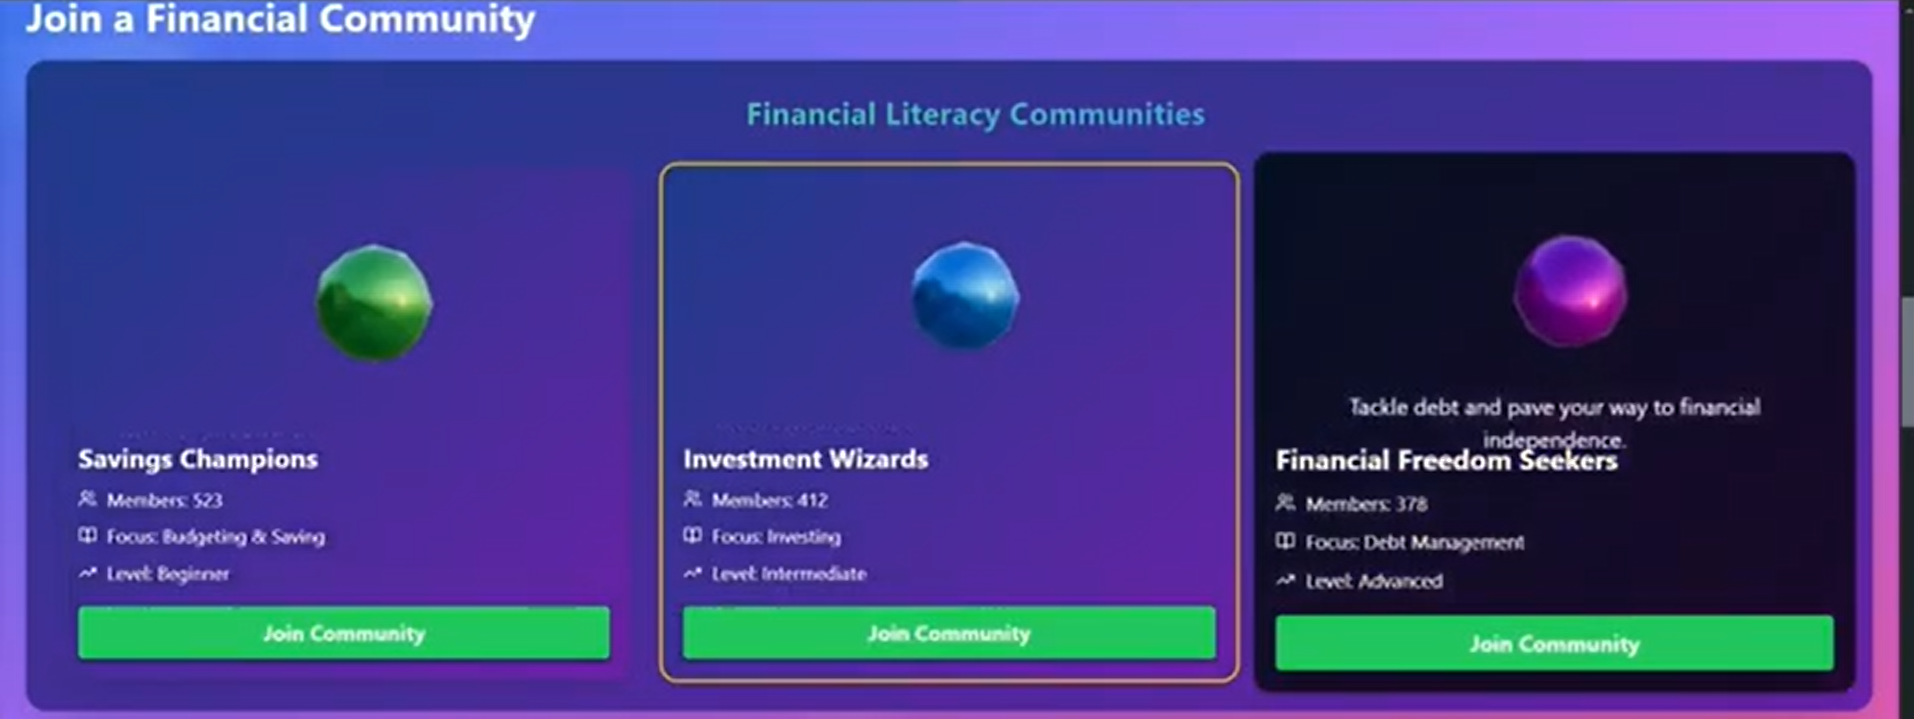 Join a Financial Community
Financial Literacy Communities
Savings Champions
Members: 523
Focus: Budgeting & Saving
Level: Beginner
Join Community
Investment Wizards
Members: 412
Focus: Investing
Level: Intermediate
Join Community
Tackle debt and pave your way to financial
independence.
Financial Freedom Seekers
Members: 378
Focus: Debt Management
Level: Advanced
Join Community